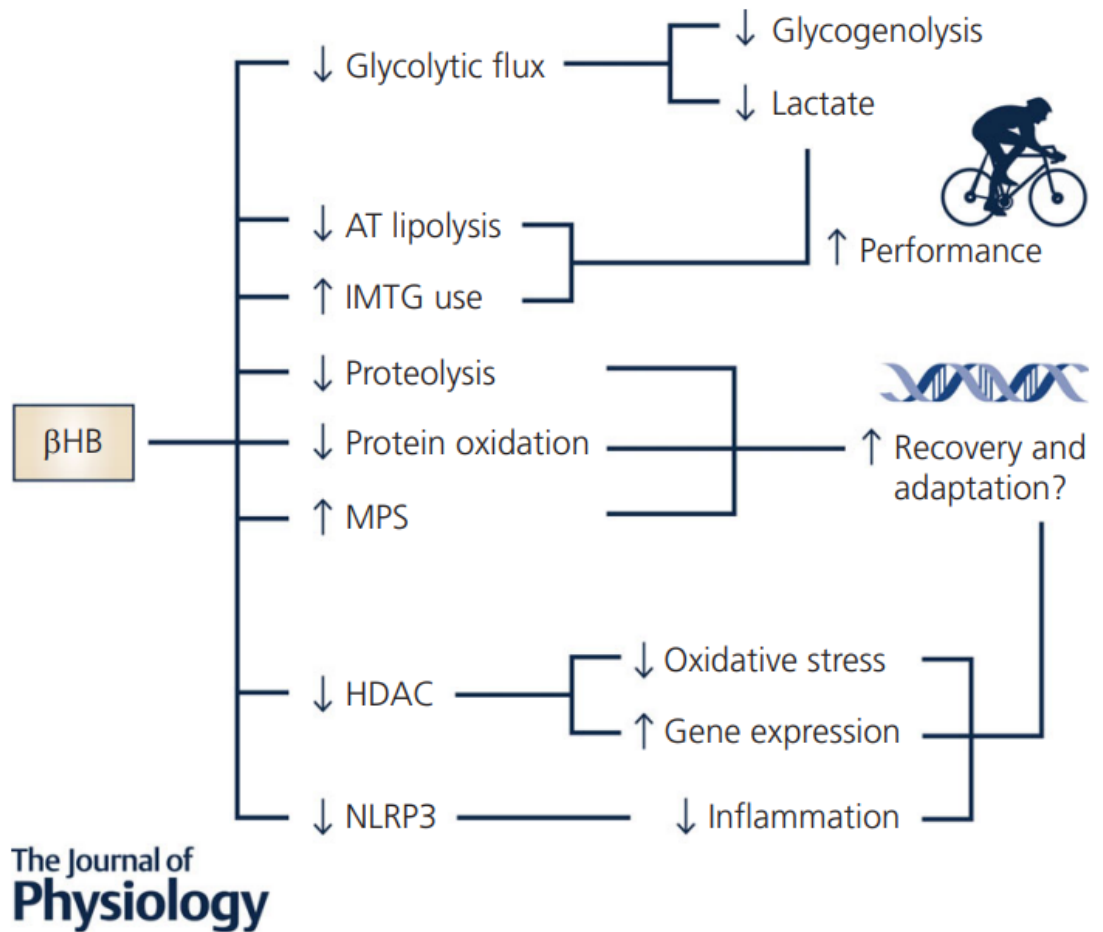 ↓ Glycogenolysis
↓ Glycolytic flux
↓ Lactate
↓ AT lipolysis
↑ Performance
↑ IMTG use
↓ Proteolysis
βHB
↓ Protein oxidation
↑ Recovery and
adaptation?
↑ MPS
↓ Oxidative stress
↓ HDAC
↑ Gene expression
↓ NLRP3
↓ Inflammation
The Journal of
Physiology